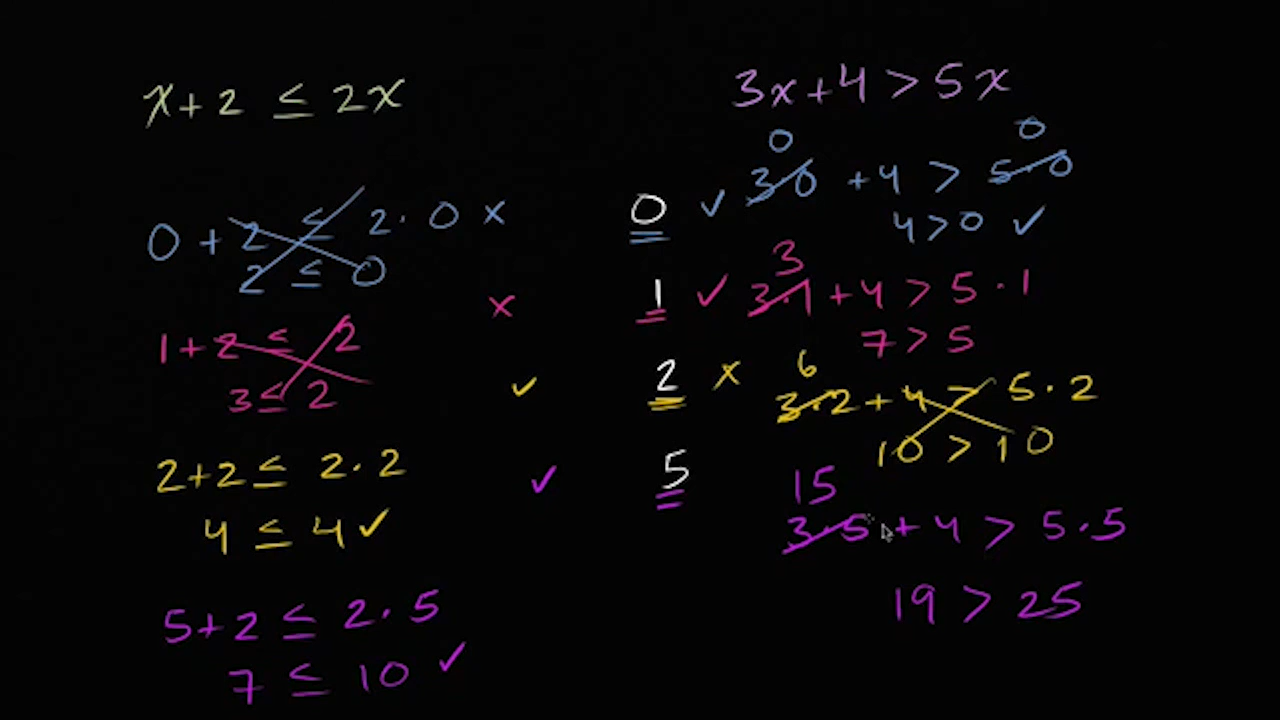 x+2 ≤ 2x
0 + 2 ≤ 2· 0 ×
2 ≤ 0
×
1+2 ≤ 2
3 ≤ 2
✓
2+2 ≤ 2·2
4 ≤ 4 ✓
✓
5+2 ≤ 2·5
7 ≤ 10 ✓
0 ✓
1 ✓
2 ×
5
3x+4 > 5x
0 0
3·0 +4 > 5·0
4>0 ✓
3
3·1 +4 > 5·1
7 > 5
6
3·2 + 4 > 5·2
10 > 10
15
3·5 + 4 > 5·5
19 > 25